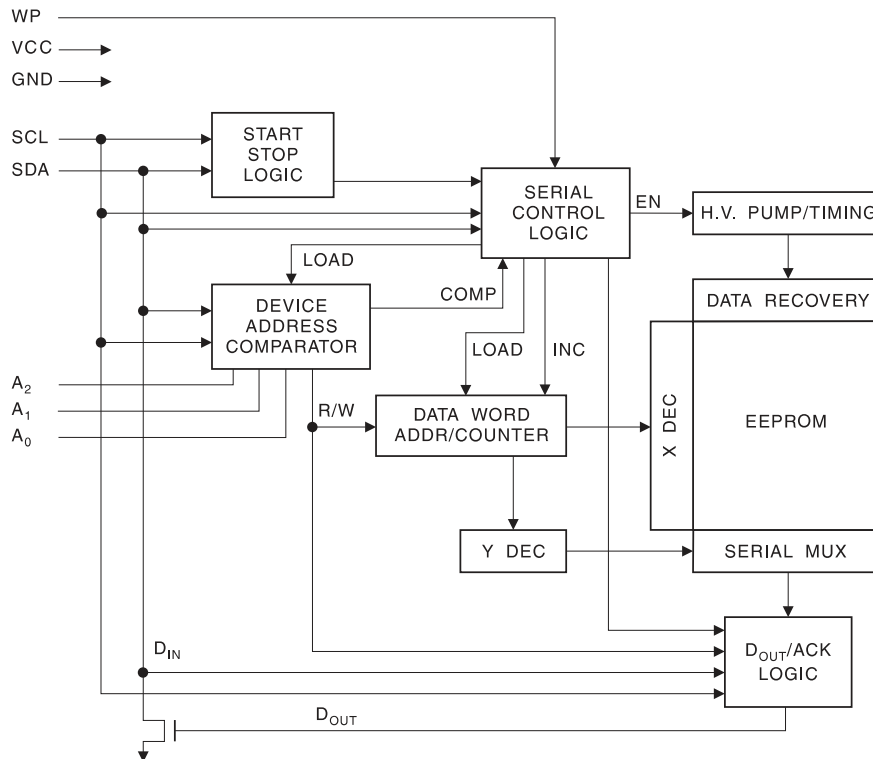 WP
VCC
GND
SCL
SDA
START
STOP
LOGIC
SERIAL
CONTROL
LOGIC
EN
H.V. PUMP/TIMING
LOAD
COMP
DATA RECOVERY
DEVICE
ADDRESS
COMPARATOR
LOAD
INC
A2
A1
A0
R/W
DATA WORD
ADDR/COUNTER
X DEC
EEPROM
Y DEC
SERIAL MUX
DIN
DOUT/ACK
LOGIC
DOUT